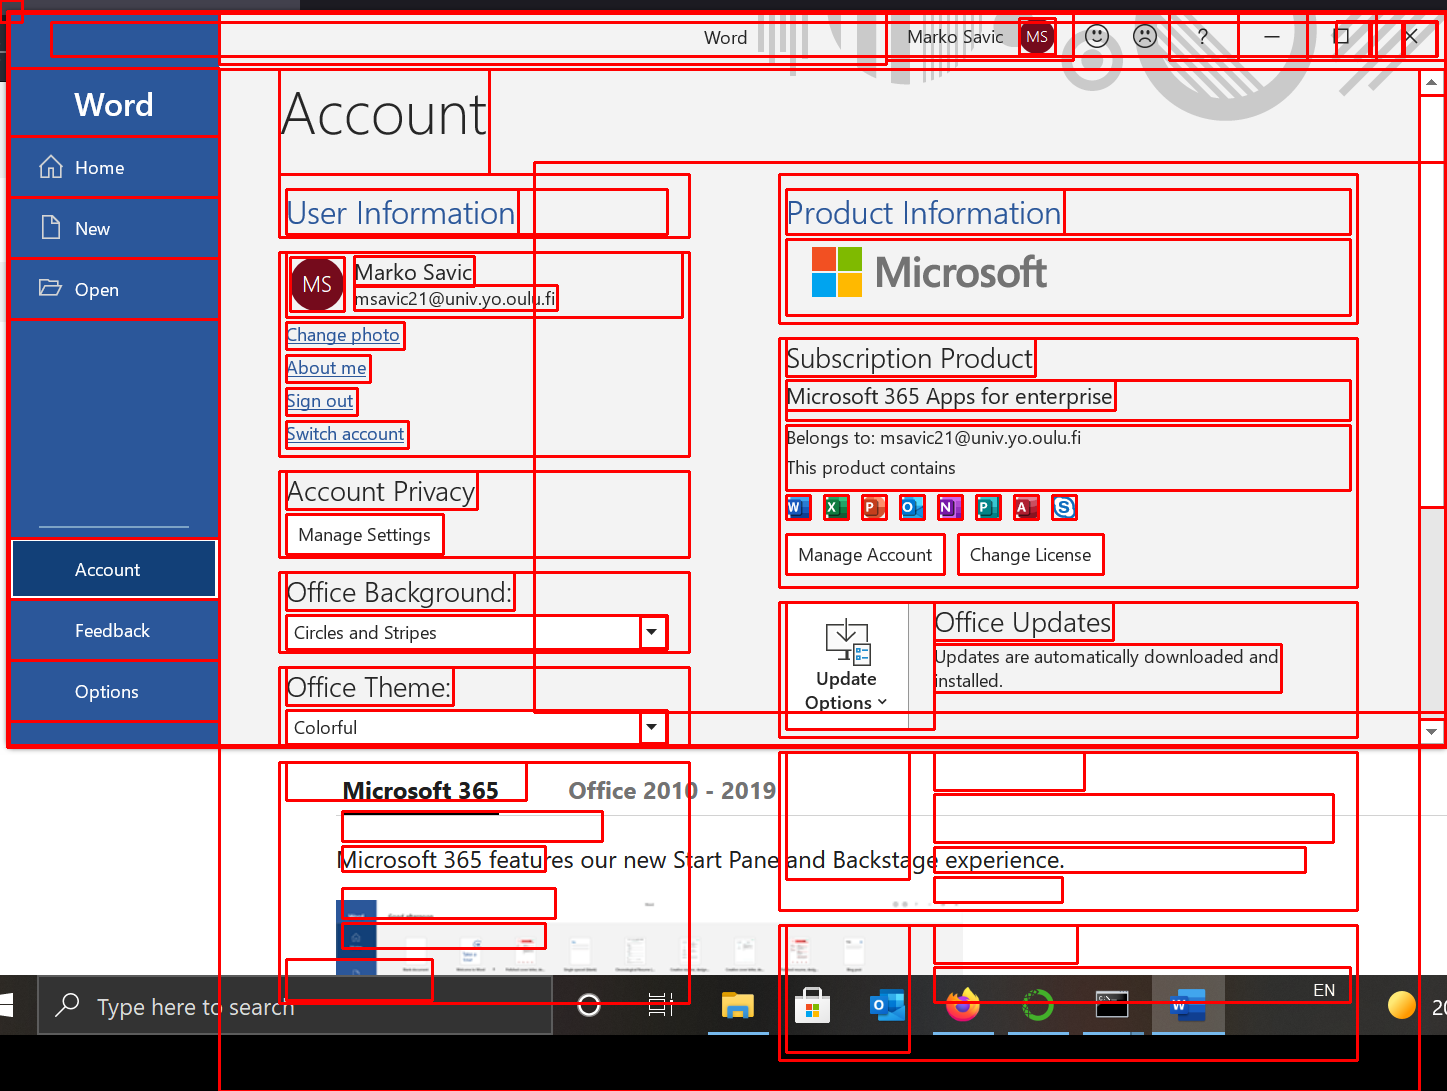 Word
Marko Savic
MS
?
Word
Home
New
Open
Account
Feedback
Options
Account
User Information
MS
Marko Savic
msavic21@univ.yo.oulu.fi
Change photo
About me
Sign out
Switch account
Account Privacy
Manage Settings
Office Background:
Circles and Stripes
Office Theme:
Colorful
Product Information
Microsoft
Subscription Product
Microsoft 365 Apps for enterprise
Belongs to: msavic21@univ.yo.oulu.fi
This product contains
W X P O N P A S
Manage Account
Change License
Update
Options
Office Updates
Updates are automatically downloaded and
installed.
Microsoft 365
Office 2010 - 2019
Microsoft 365 features our new Start Pane and Backstage experience.
Type here to search
EN
20